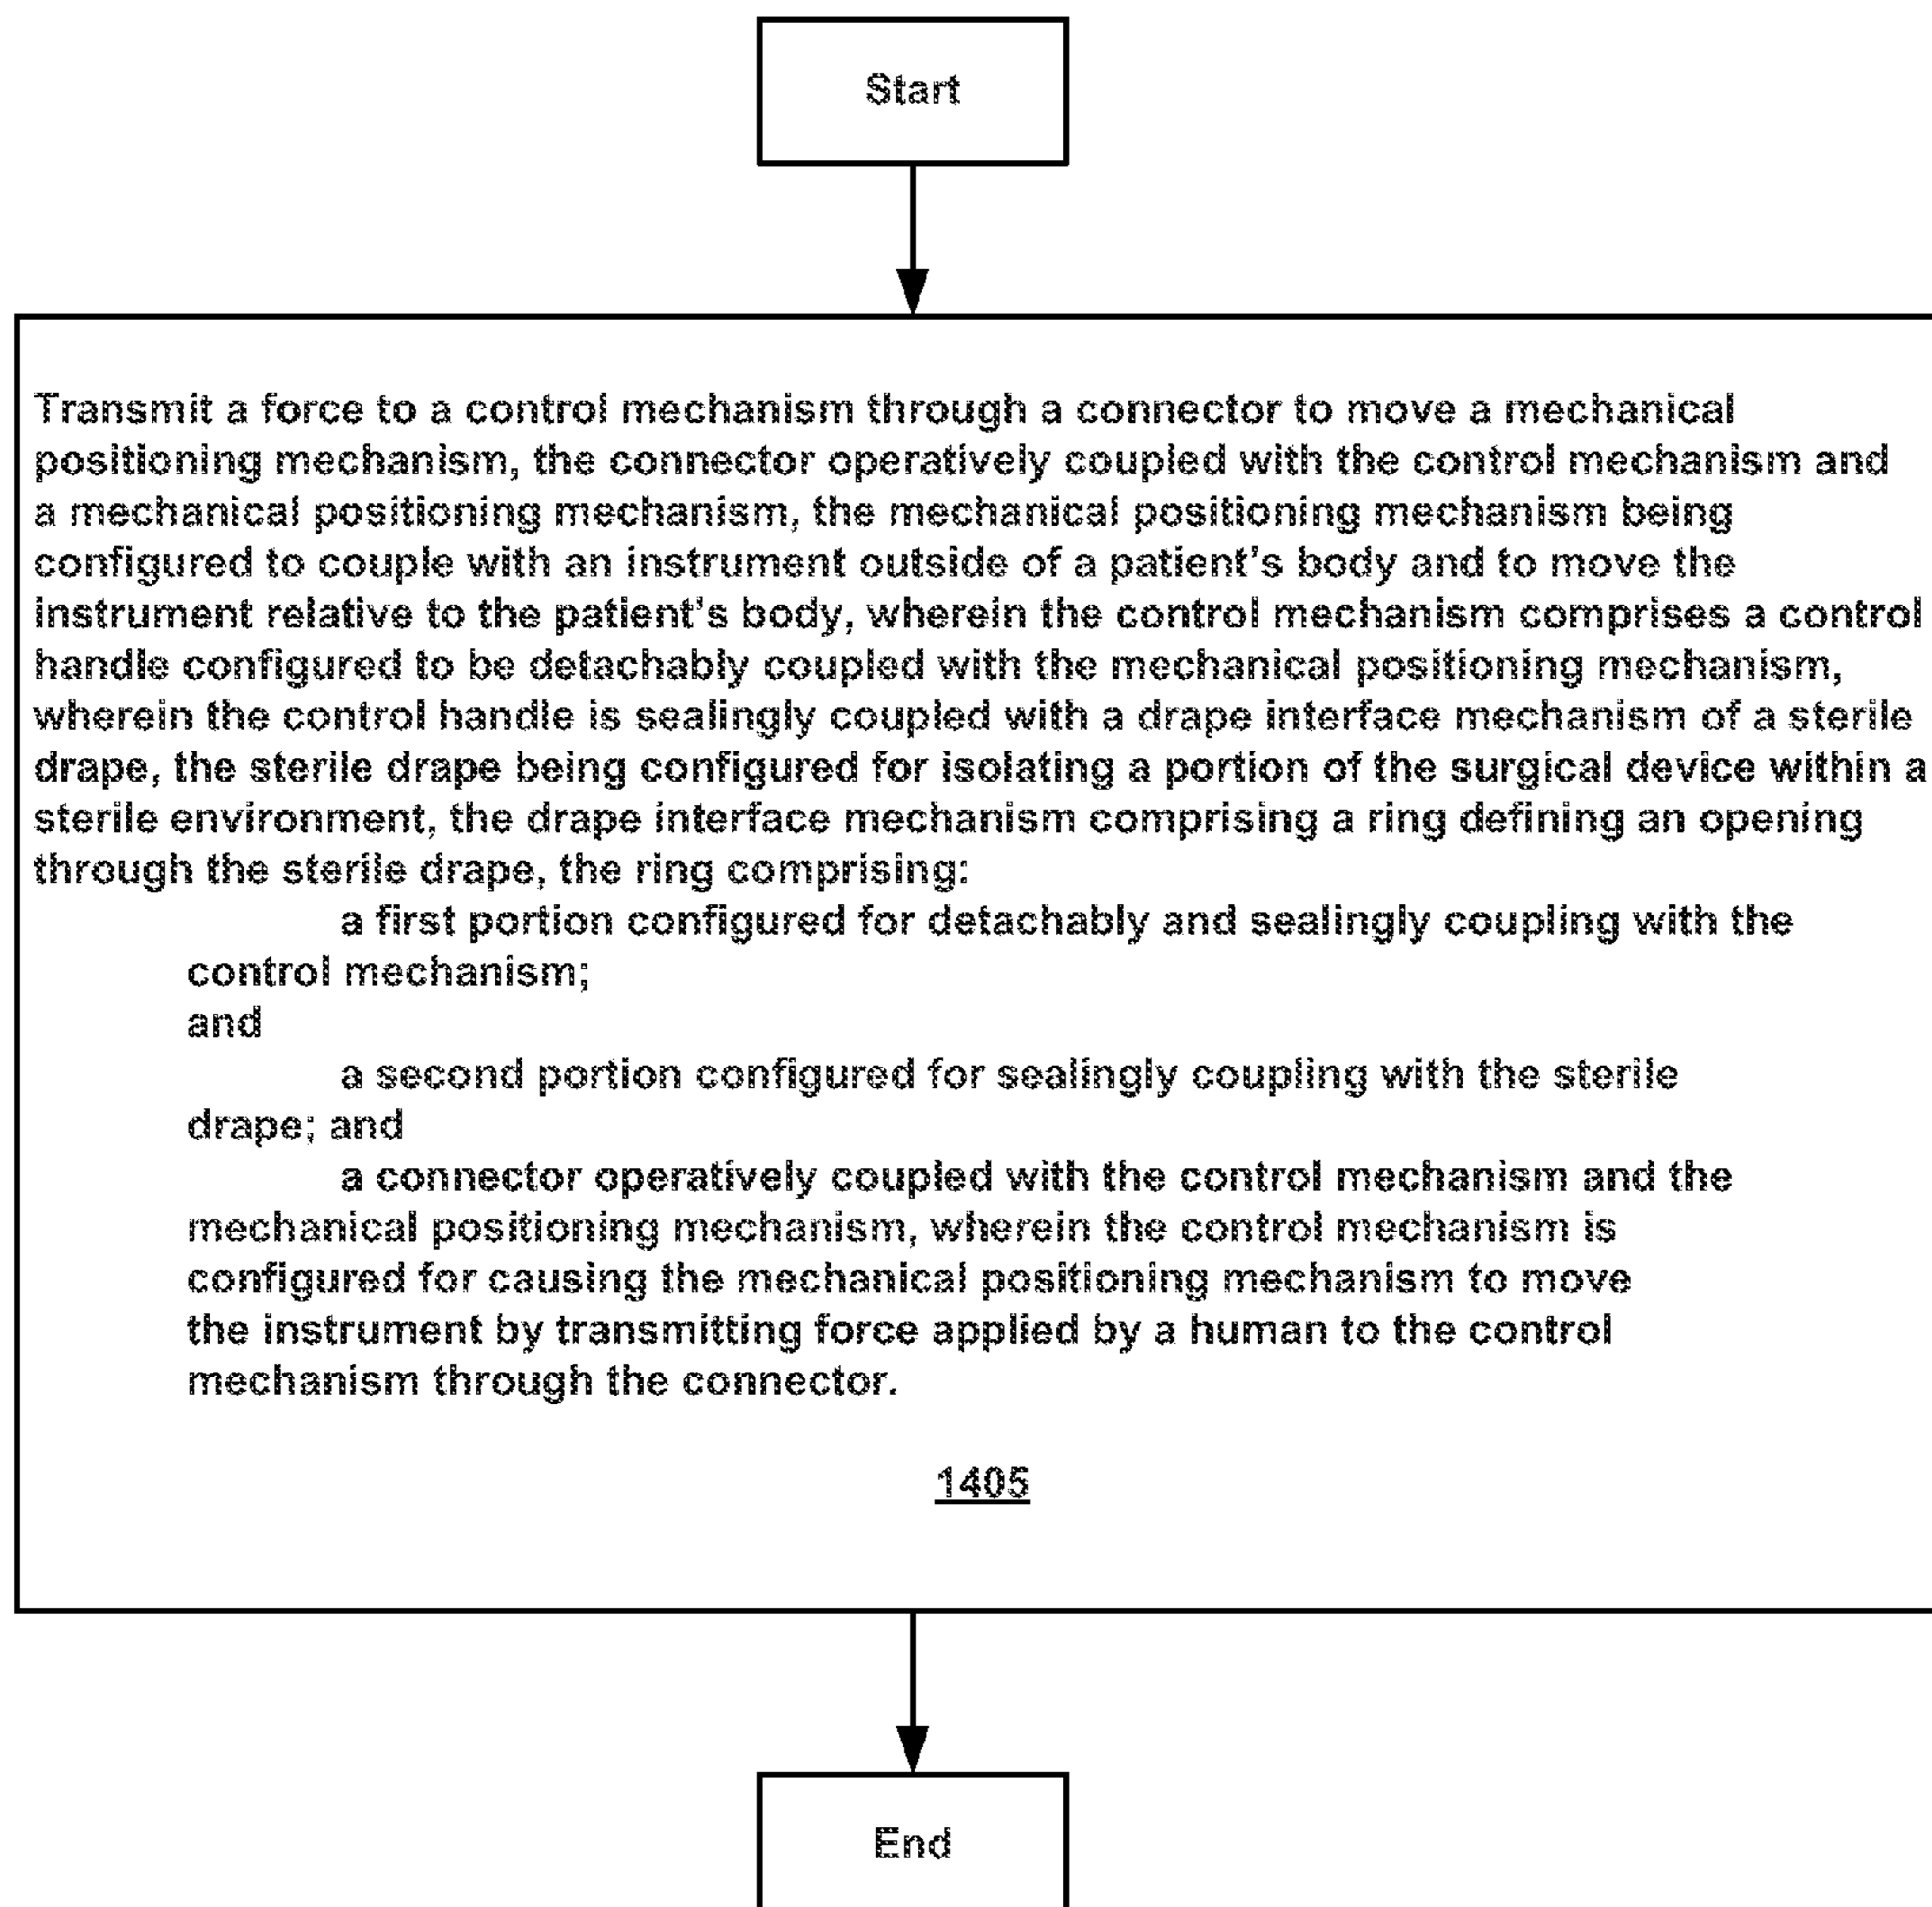 Start
Transmit a force to a control mechanism through a connector to move a mechanical
positioning mechanism, the connector operatively coupled with the control mechanism and
a mechanical positioning mechanism, the mechanical positioning mechanism being
configured to couple with an instrument outside of a patient's body and to move the
instrument relative to the patient's body, wherein the control mechanism comprises a control
handle configured to be detachably coupled with the mechanical positioning mechanism,
wherein the control handle is sealingly coupled with a drape interface mechanism of a sterile
drape, the sterile drape being configured for isolating a portion of the surgical device within a
sterile environment, the drape interface mechanism comprising a ring defining an opening
through the sterile drape, the ring comprising:
a first portion configured for detachably and sealingly coupling with the
control mechanism;
and
a second portion configured for sealingly coupling with the sterile
drape; and
a connector operatively coupled with the control mechanism and the
mechanical positioning mechanism, wherein the control mechanism is
configured for causing the mechanical positioning mechanism to move
the instrument by transmitting force applied by a human to the control
mechanism through the connector.
1405
End